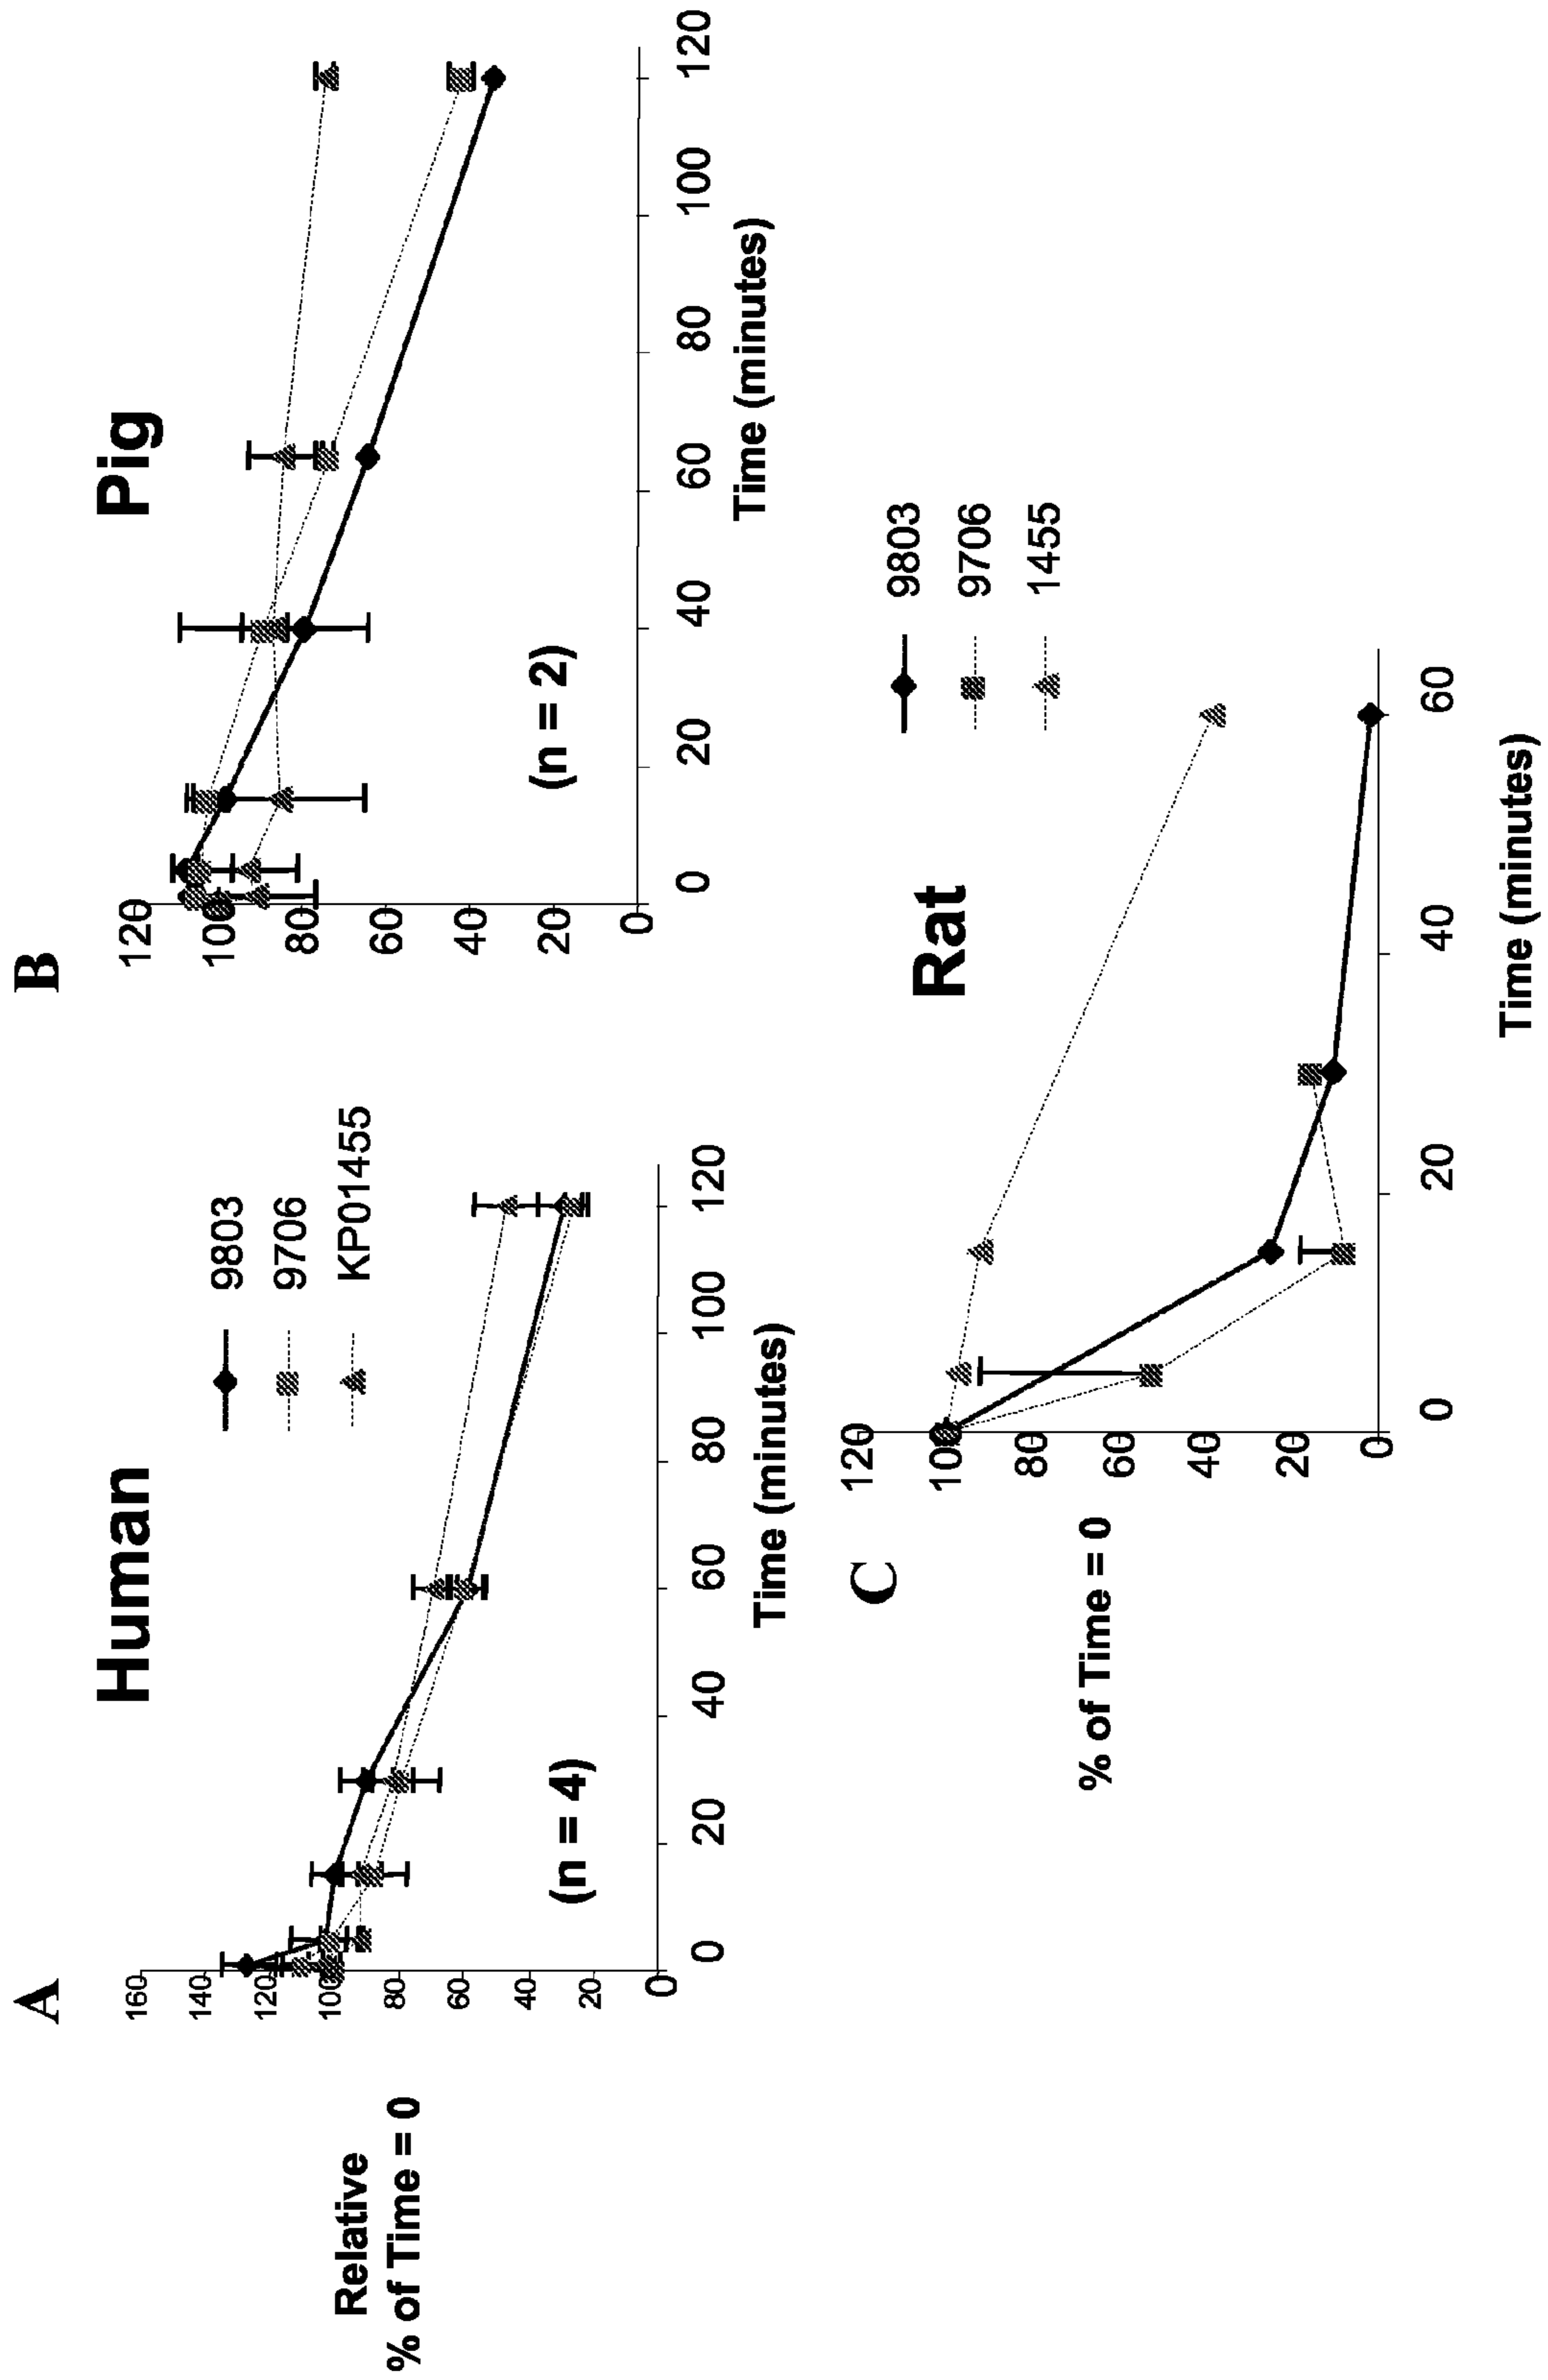 A
Human
Relative
% of Time = 0
160
140
120
100
80
60
40
20
0
0 20 40 60 80 100 120
Time (minutes)
(n = 4)
9803
9706
KP01455
B
Pig
120
100
80
60
40
20
0
0 20 40 60 80 100 120
Time (minutes)
(n = 2)
C
Rat
% of Time = 0
120
100
80
60
40
20
0
0 20 40 60
Time (minutes)
9803
9706
1455